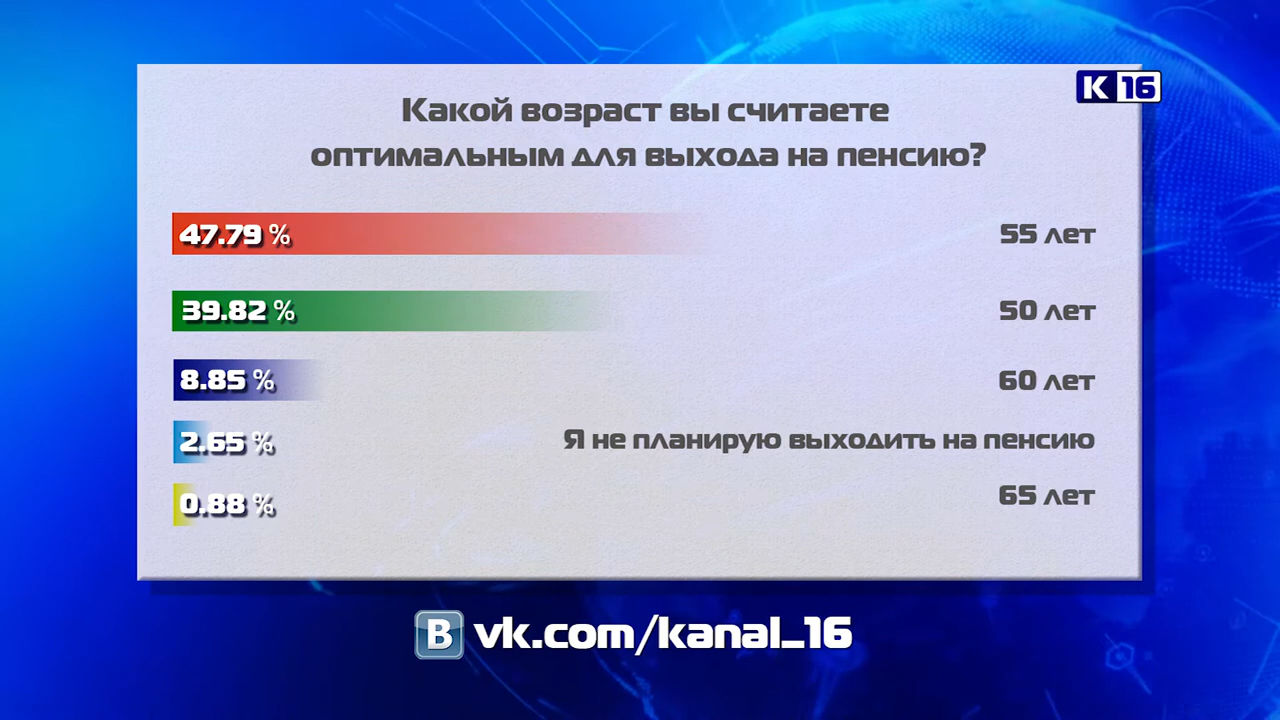 К 16
Какой возраст вы считаете
оптимальным для выхода на пенсию?
47.79 % 55 лет
39.82 % 50 лет
8.85 % 60 лет
2.65 % Я не планирую выходить на пенсию
0.88 % 65 лет
В vk.com/kanal_16